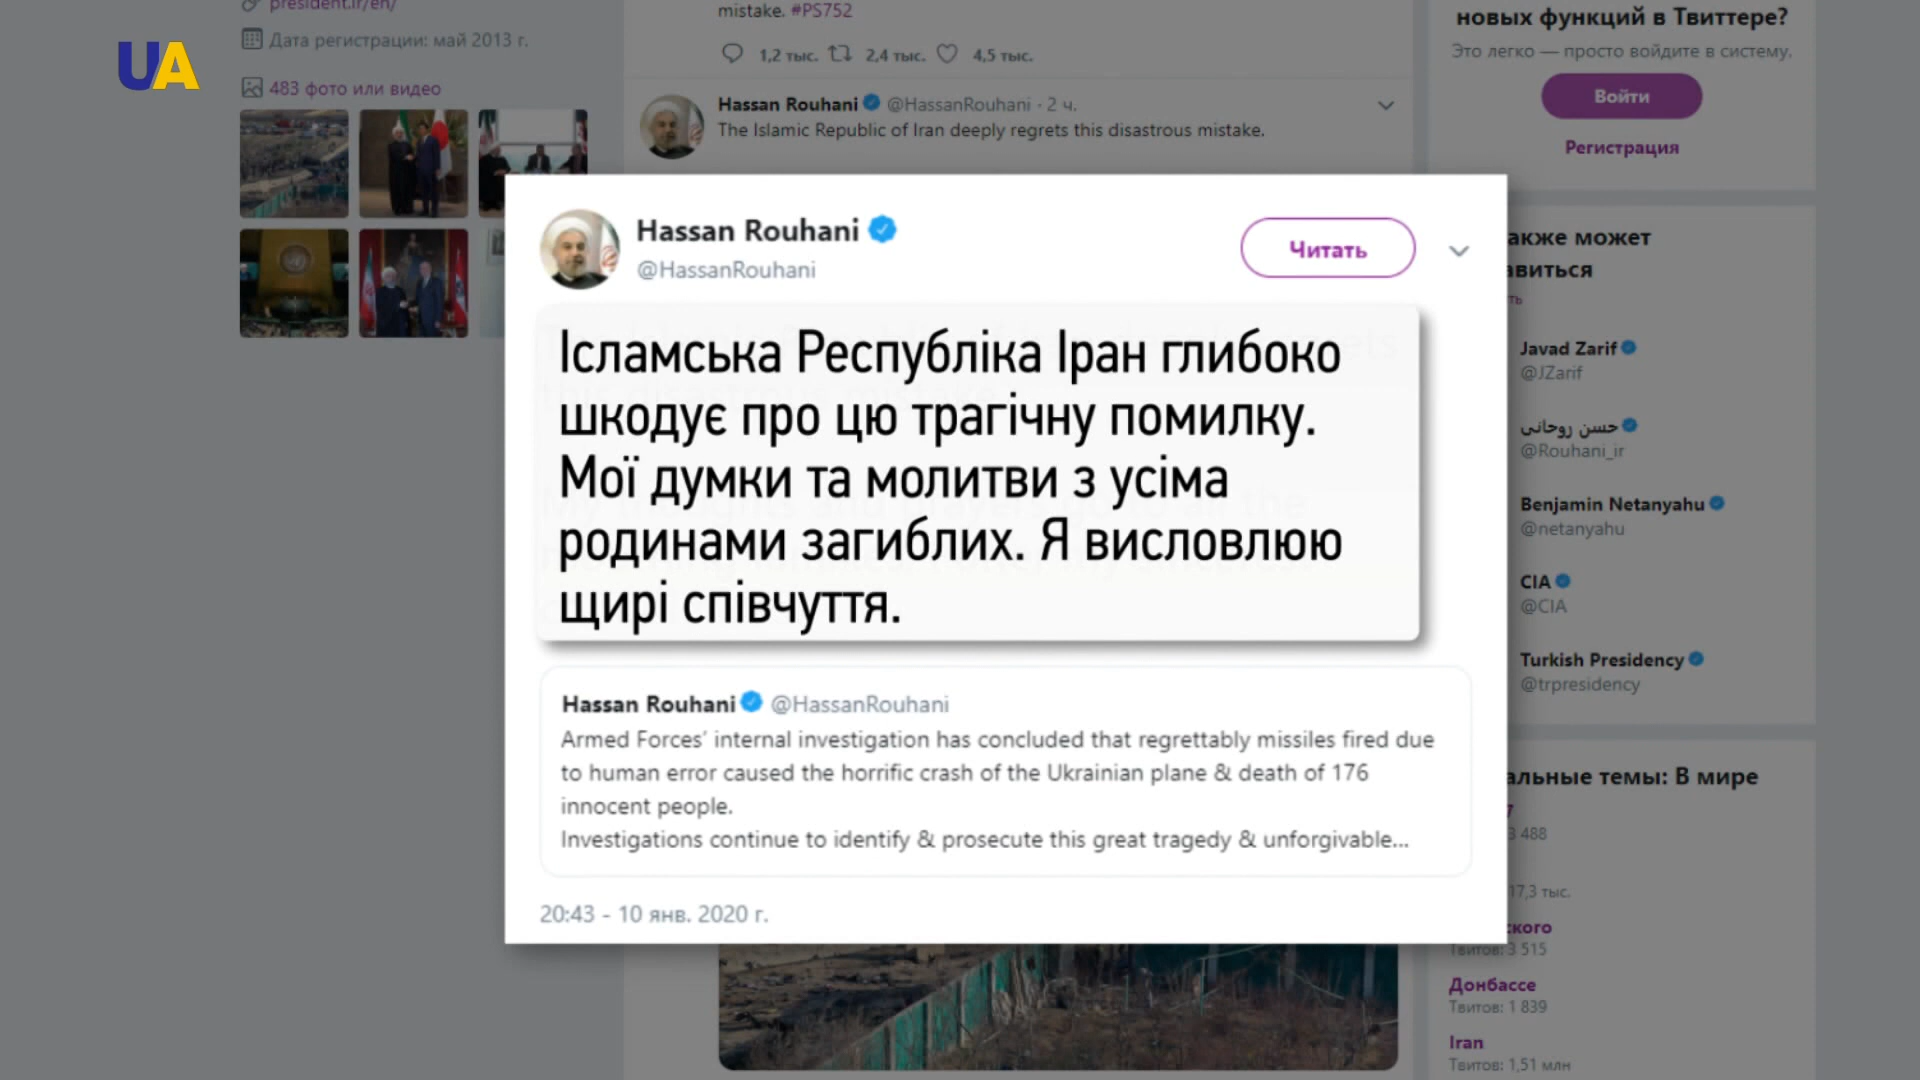 UA
president.ir/en/
Дата регистрации: май 2013 г.
483 фото или видео
mistake. #PS752
1,2 тыс. 2,4 тыс. 4,5 тыс.
Hassan Rouhani @HassanRouhani - 2 ч.
The Islamic Republic of Iran deeply regrets this disastrous mistake.
Hassan Rouhani
@HassanRouhani
Читать
Ісламська Республіка Іран глибоко
шкодує про цю трагічну помилку.
Мої думки та молитви з усіма
родинами загиблих. Я висловлюю
щирі співчуття.
Hassan Rouhani @HassanRouhani
Armed Forces’ internal investigation has concluded that regrettably missiles fired due
to human error caused the horrific crash of the Ukrainian plane & death of 176
innocent people.
Investigations continue to identify & prosecute this great tragedy & unforgivable...
20:43 - 10 янв. 2020 г.
новых функций в Твиттере?
Это легко — просто войдите в систему.
Войти
Регистрация
акже может
авиться
ть
Javad Zarif
@JZarif
حسن روحانی
@Rouhani_ir
Benjamin Netanyahu
@netanyahu
CIA
@CIA
Turkish Presidency
@trpresidency
альные темы: В мире
3 488
17,3 тыс.
ского
Твитов: 3 515
Донбассе
Твитов: 1 839
Iran
Твитов: 1,51 млн